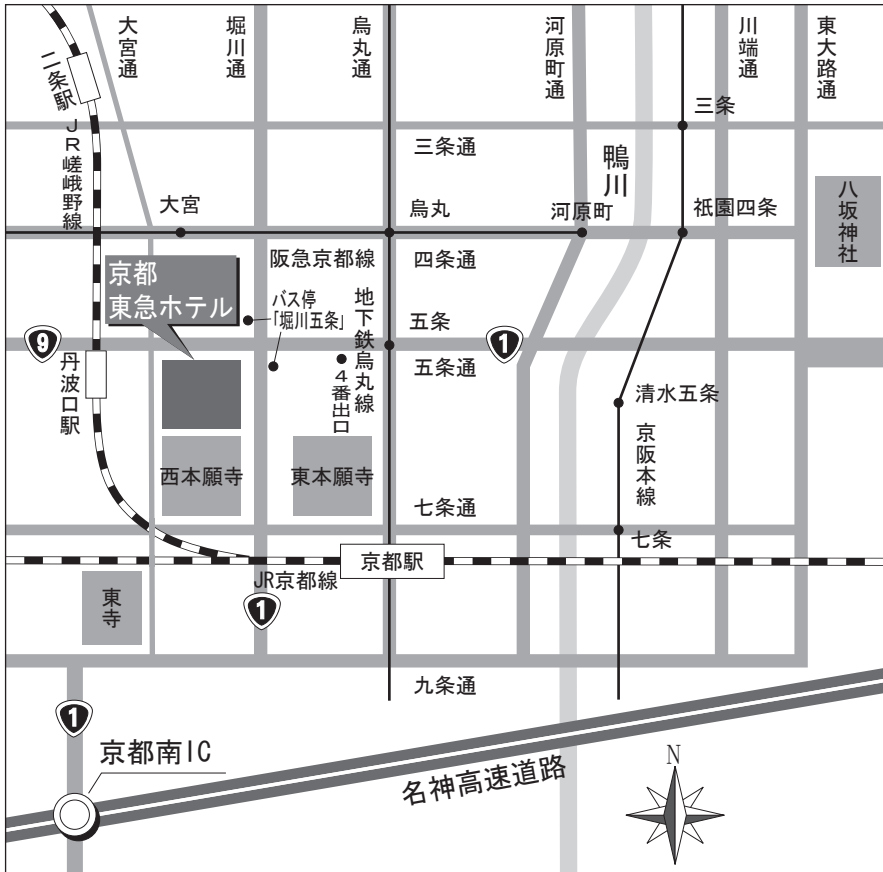 大宮通
堀川通
烏丸通
河原町通
川端通
東大路通
二条駅
JR嵯峨野線
三条
三条通
鴨川
八坂神社
大宮
烏丸
河原町
祇園四条
阪急京都線
四条通
京都
東急ホテル
バス停
「堀川五条」
地下鉄烏丸線
五条
9
1
五条通
丹波口駅
4番出口
清水五条
京阪本線
西本願寺
東本願寺
七条通
七条
京都駅
JR京都線
東寺
1
九条通
1
京都南IC
名神高速道路
N